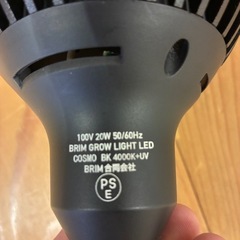 100V 20W 50/60Hz
BRIM GROW LIGHT LED
COSMO BK 4000K+UV
BRIM合同会社
PS
E